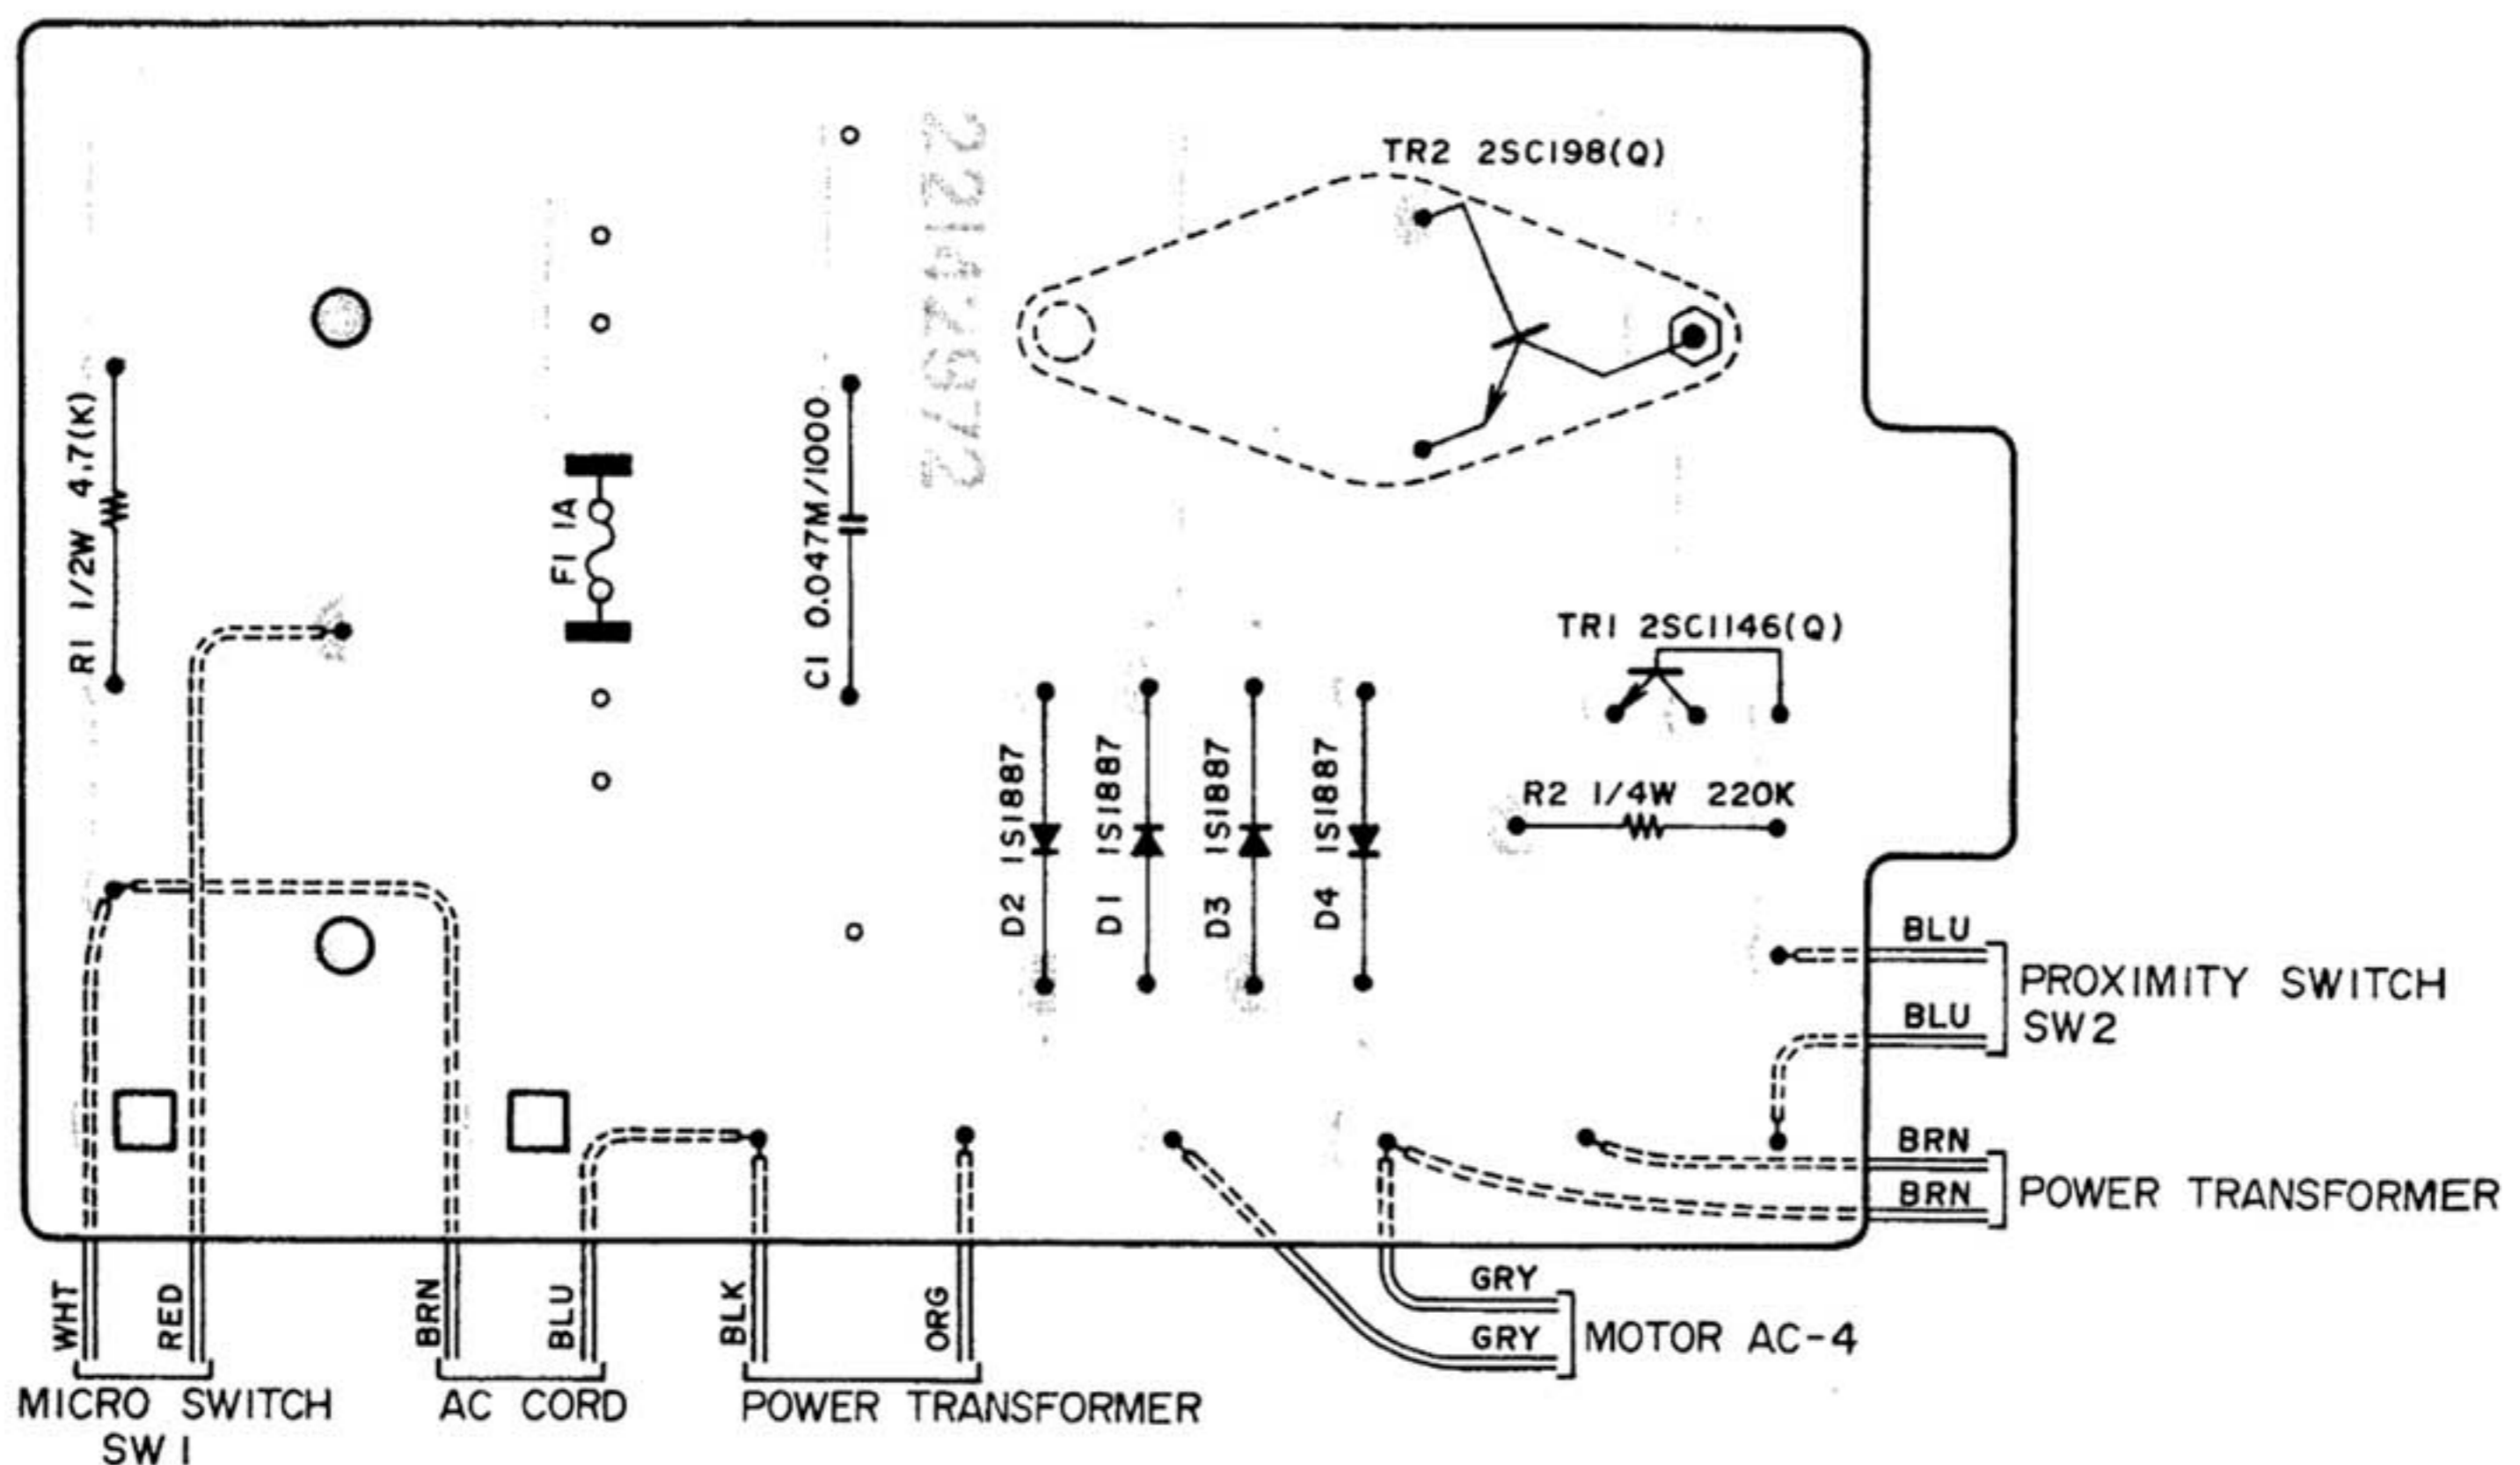 TR2 2SC198(Q)
22142972
R1 1/2W 4.7(K)
F1 1A
C1 0.047M/1000
TR1 2SC1146(Q)
D2 1S1887
D1 1S1887
D3 1S1887
D4 1S1887
R2 1/4W 220K
BLU
PROXIMITY SWITCH
BLU
SW2
BRN
BRN
POWER TRANSFORMER
WHT
RED
BRN
BLU
BLK
ORG
GRY
GRY
MOTOR AC-4
MICRO SWITCH
SW1
AC CORD
POWER TRANSFORMER